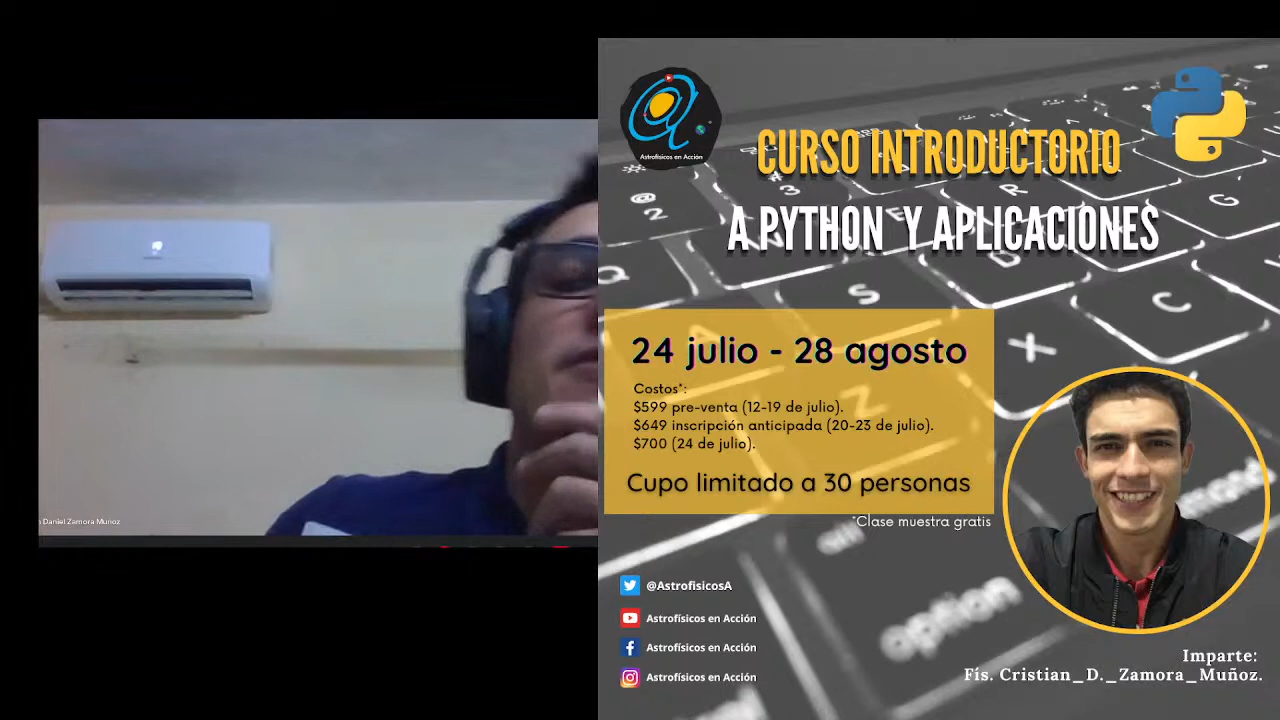 n Daniel Zamora Muñoz
Astrofísicos en Acción
CURSO INTRODUCTORIO
A PYTHON Y APLICACIONES
24 julio - 28 agosto
Costos*:
$599 pre-venta (12-19 de julio).
$649 inscripción anticipada (20-23 de julio).
$700 (24 de julio).
Cupo limitado a 30 personas
*Clase muestra gratis
@AstrofisicosA
Astrofísicos en Acción
Astrofísicos en Acción
Astrofísicos en Acción
Imparte:
Fís. Cristian_D._Zamora_Muñoz.
option